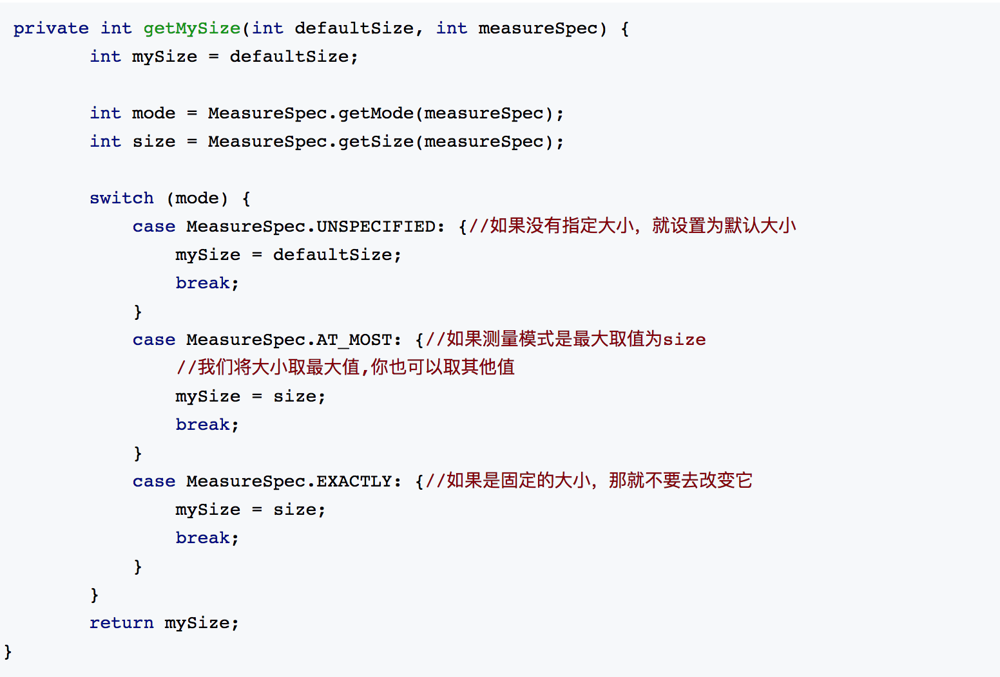 private int getMySize(int defaultSize, int measureSpec) {
int mySize = defaultSize;
int mode = MeasureSpec.getMode(measureSpec);
int size = MeasureSpec.getSize(measureSpec);
switch (mode) {
case MeasureSpec.UNSPECIFIED: {//如果没有指定大小，就设置为默认大小
mySize = defaultSize;
break;
}
case MeasureSpec.AT_MOST: {//如果测量模式是最大取值为size
//我们将大小取最大值,你也可以取其他值
mySize = size;
break;
}
case MeasureSpec.EXACTLY: {//如果是固定的大小，那就不要去改变它
mySize = size;
break;
}
}
return mySize;
}